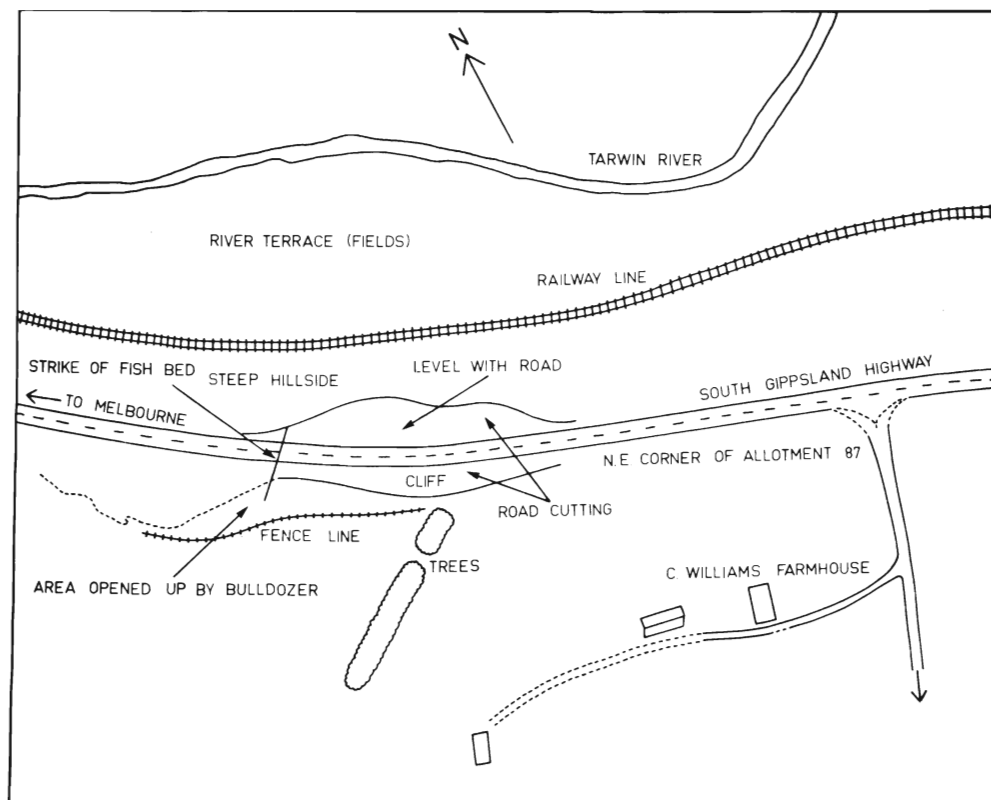 N
TARWIN RIVER
RIVER TERRACE (FIELDS)
RAILWAY LINE
STRIKE OF FISH BED
STEEP HILLSIDE
LEVEL WITH ROAD
SOUTH GIPPSLAND HIGHWAY
TO MELBOURNE
N.E CORNER OF ALLOTMENT 87
CLIFF
ROAD CUTTING
FENCE LINE
TREES
C. WILLIAMS FARMHOUSE
AREA OPENED UP BY BULLDOZER